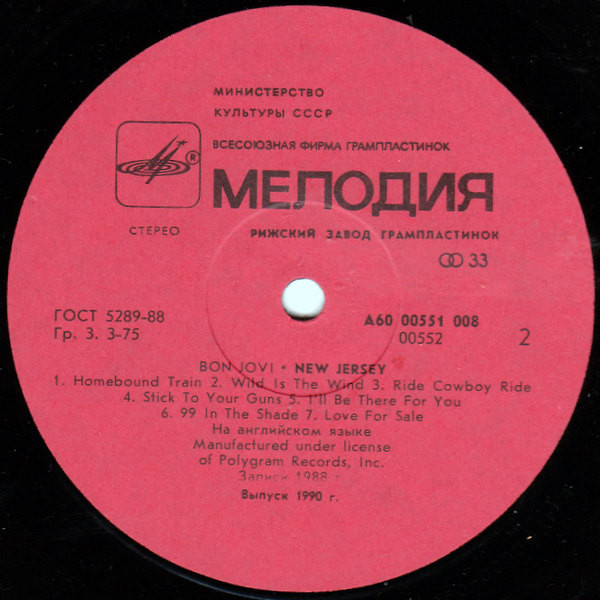 МИНИСТЕРСТВО
КУЛЬТУРЫ СССР
ВСЕСОЮЗНАЯ ФИРМА ГРАМПЛАСТИНОК
®
МЕЛОДИЯ
СТЕРЕО
РИЖСКИЙ ЗАВОД ГРАМПЛАСТИНОК
33
ГОСТ 5289-88
Гр. 3. 3-75
А60 00551 008
00552
2
BON JOVI • NEW JERSEY
1. Homebound Train 2. Wild Is The Wind 3. Ride Cowboy Ride
4. Stick To Your Guns 5. I'll Be There For You
6. 99 In The Shade 7. Love For Sale
На английском языке
Manufactured under license
of Polygram Records, Inc.
Записи 1988 г.
Выпуск 1990 г.